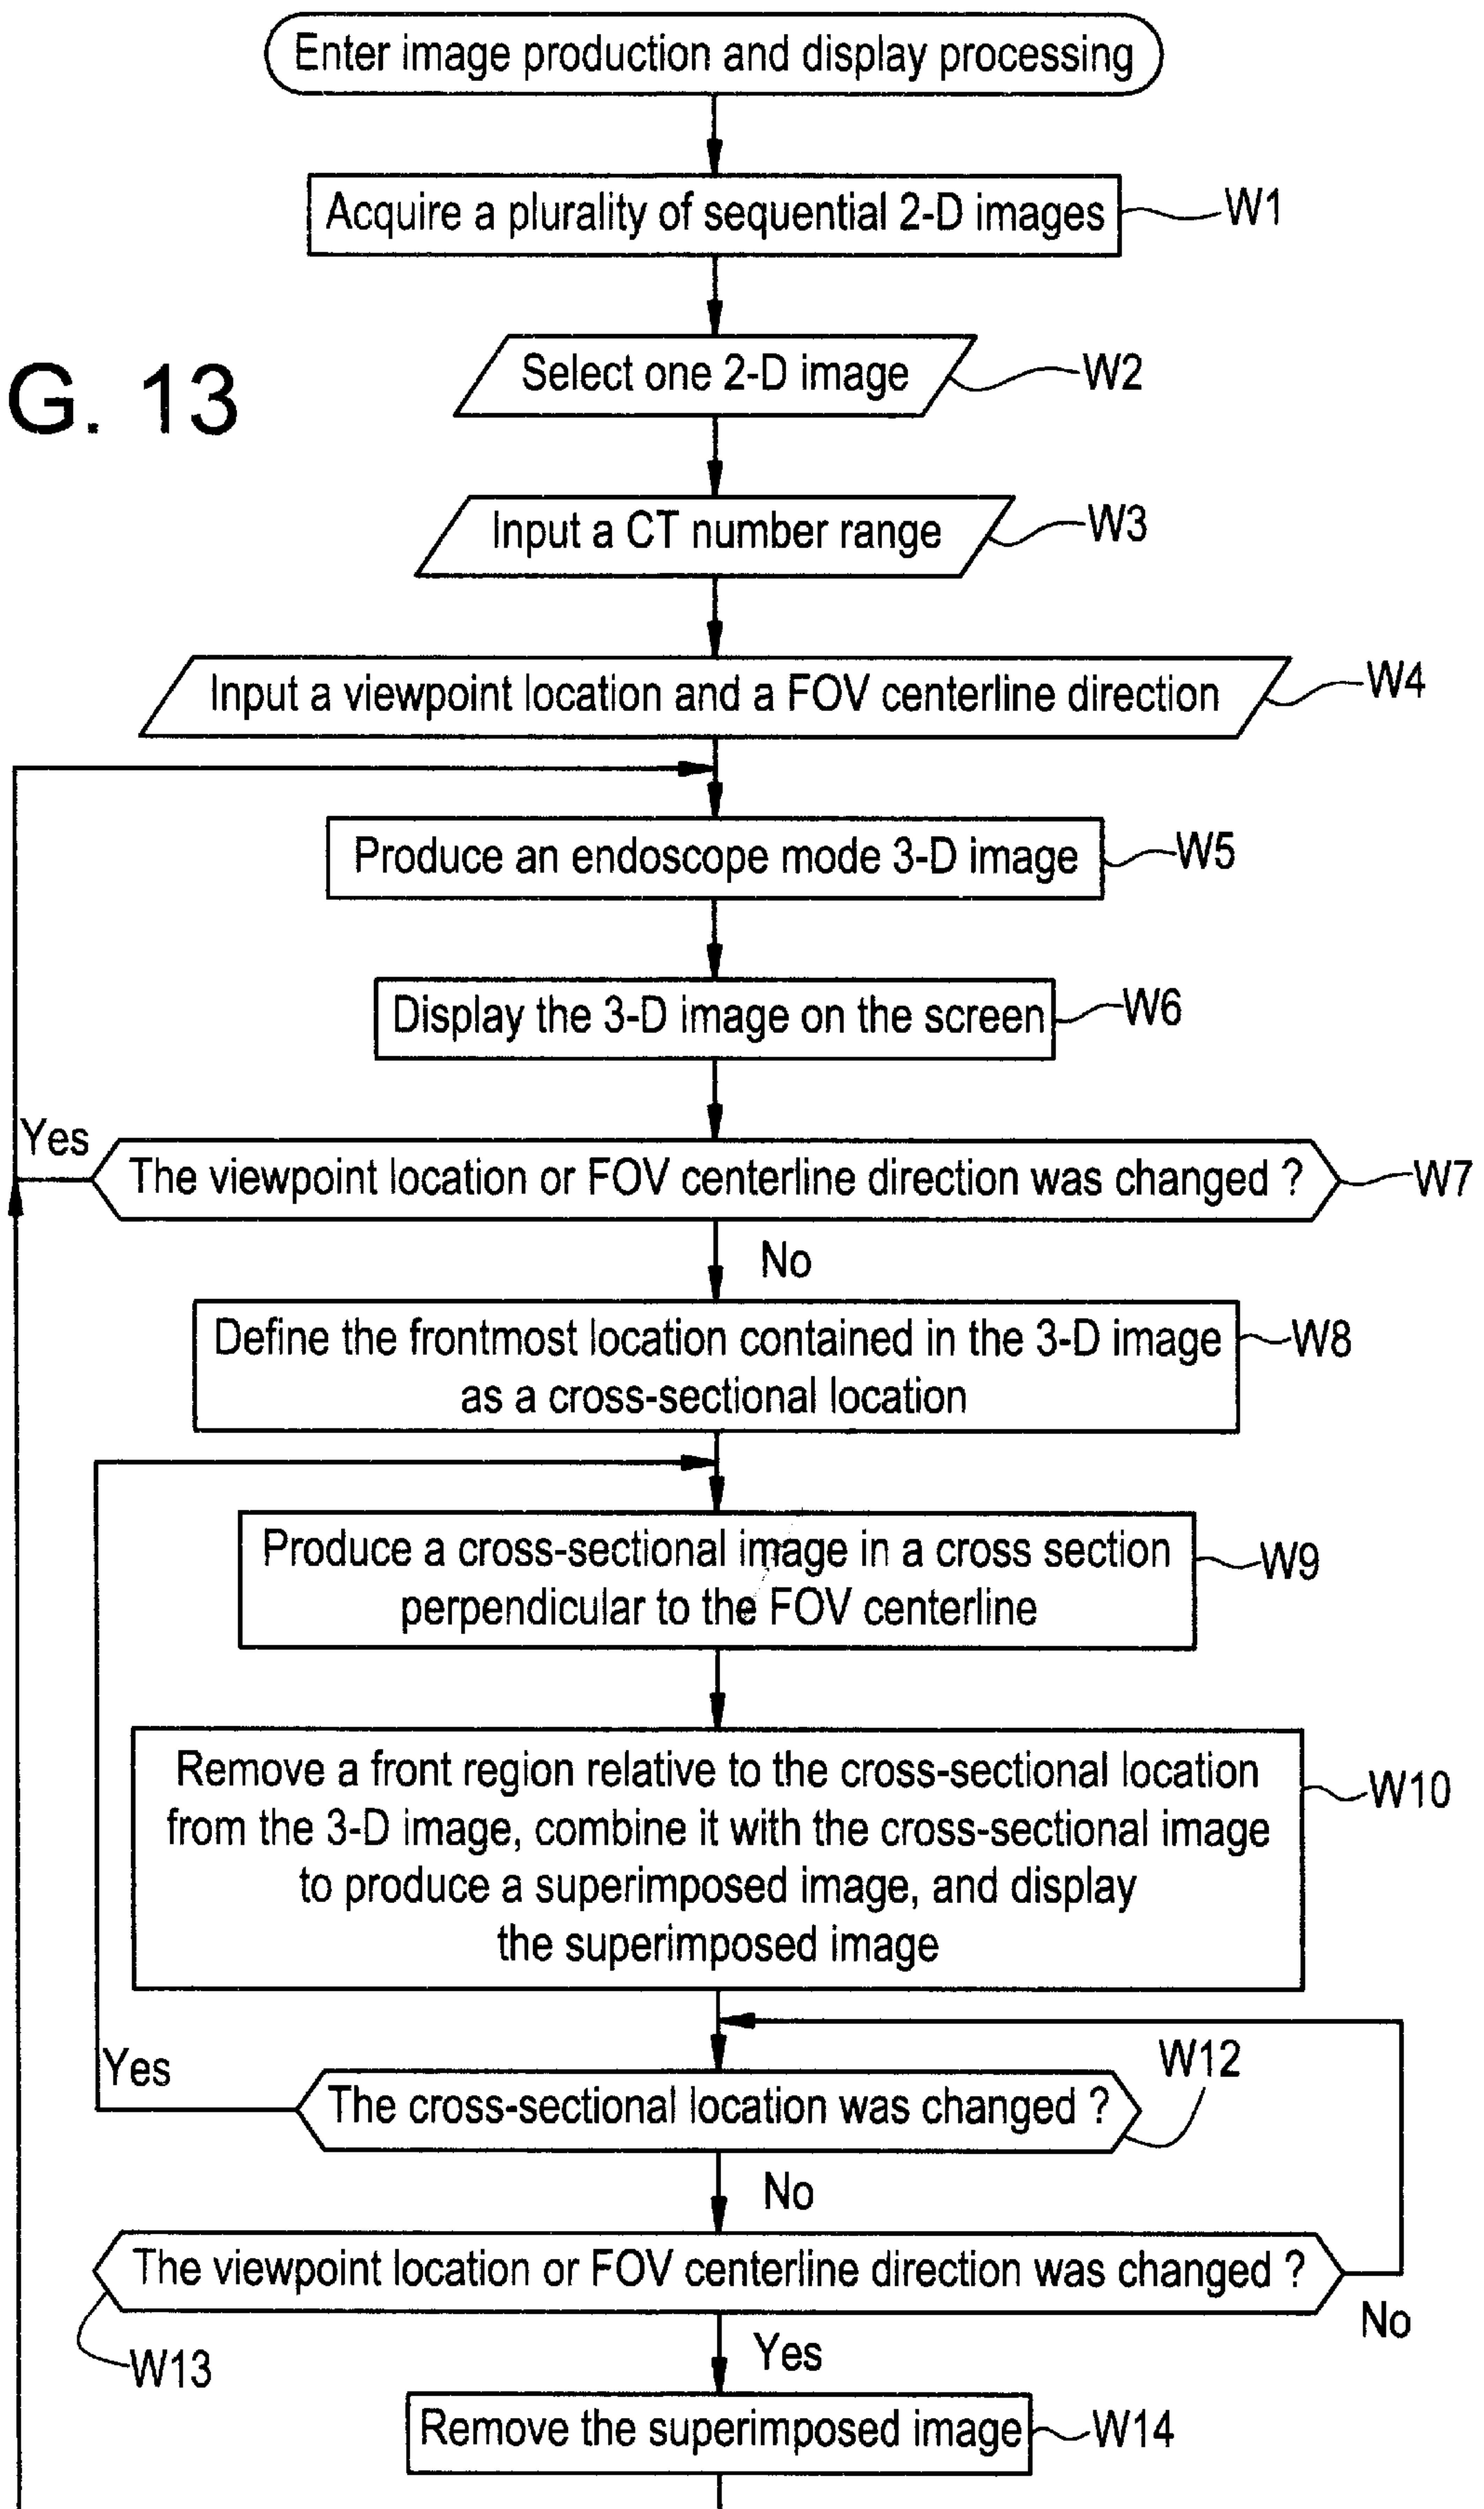 Enter image production and display processing
Acquire a plurality of sequential 2-D images
W1
G. 13
Select one 2-D image
W2
Input a CT number range
W3
Input a viewpoint location and a FOV centerline direction
W4
Produce an endoscope mode 3-D image
W5
Display the 3-D image on the screen
W6
Yes
The viewpoint location or FOV centerline direction was changed ?
W7
No
Define the frontmost location contained in the 3-D image
as a cross-sectional location
W8
Produce a cross-sectional image in a cross section
perpendicular to the FOV centerline
W9
Remove a front region relative to the cross-sectional location
from the 3-D image, combine it with the cross-sectional image
to produce a superimposed image, and display
the superimposed image
W10
Yes
The cross-sectional location was changed ?
W12
No
The viewpoint location or FOV centerline direction was changed ?
No
W13
Yes
Remove the superimposed image
W14